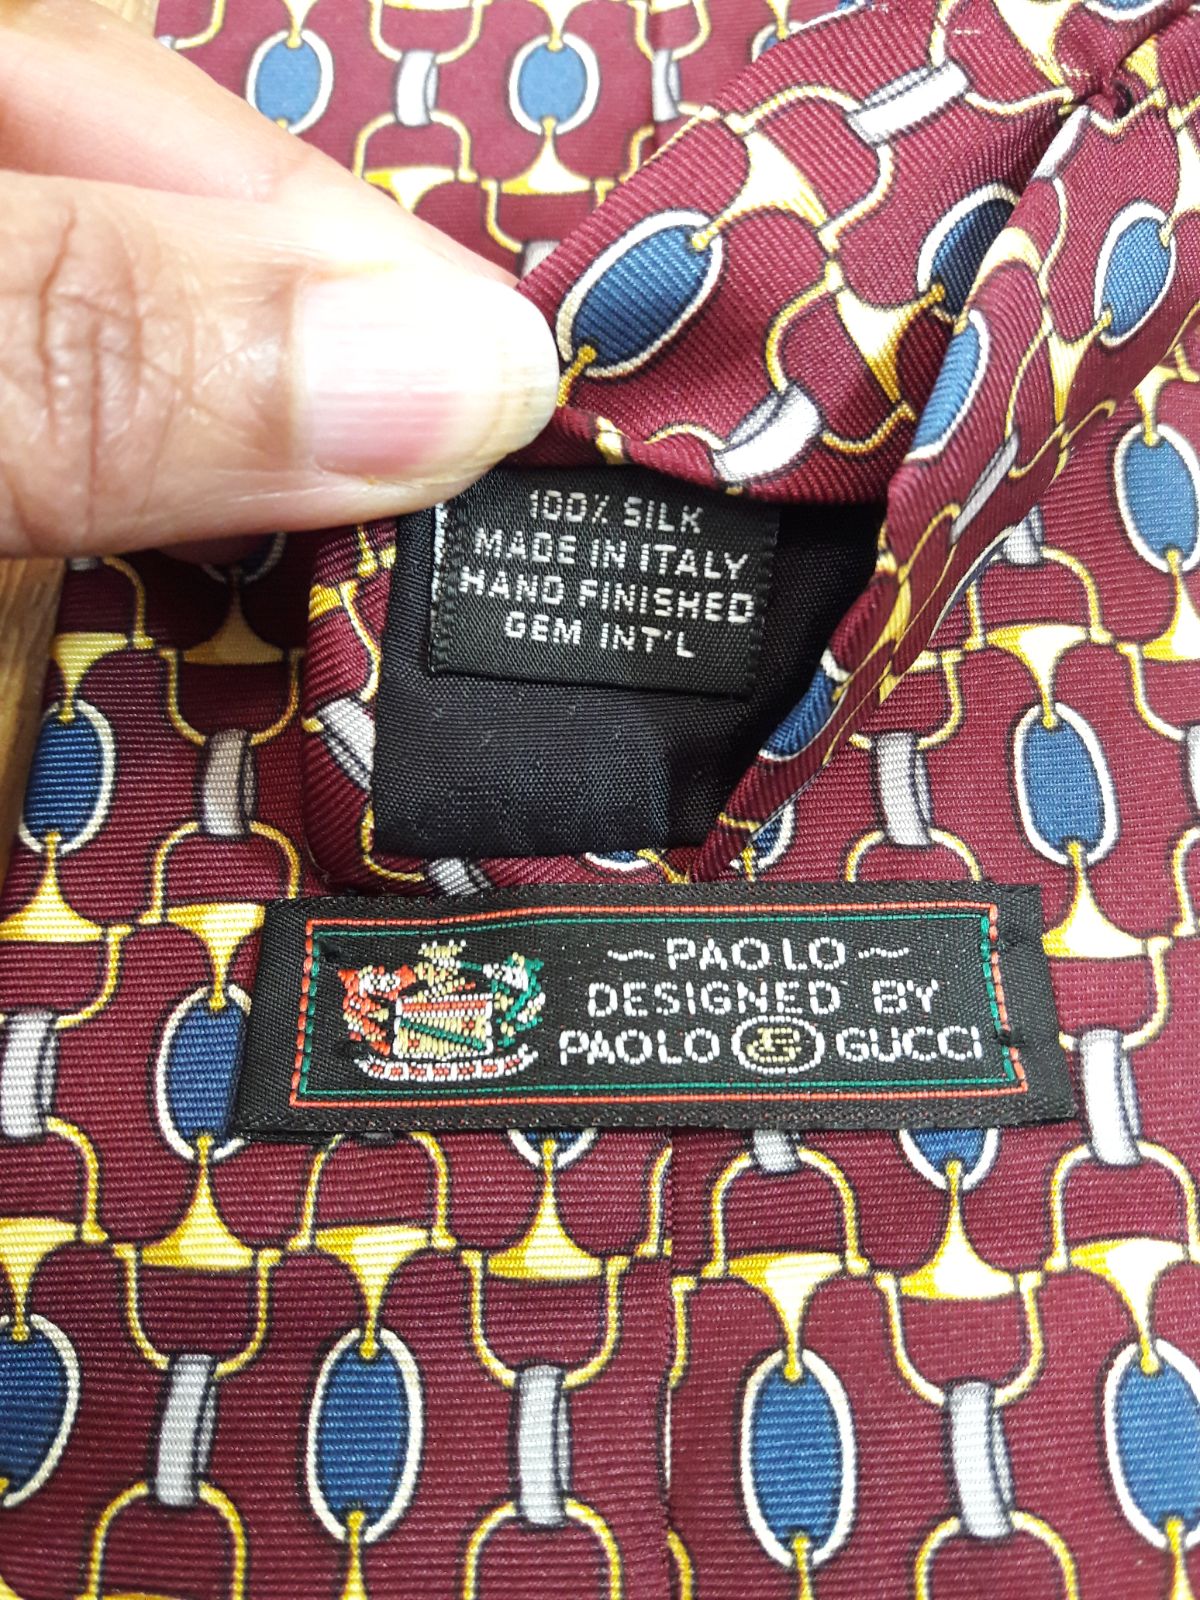 100% SILK
MADE IN ITALY
HAND FINISHED
GEM INT'L
~ PAOLO ~
DESIGNED BY
PAOLO G GUCCI